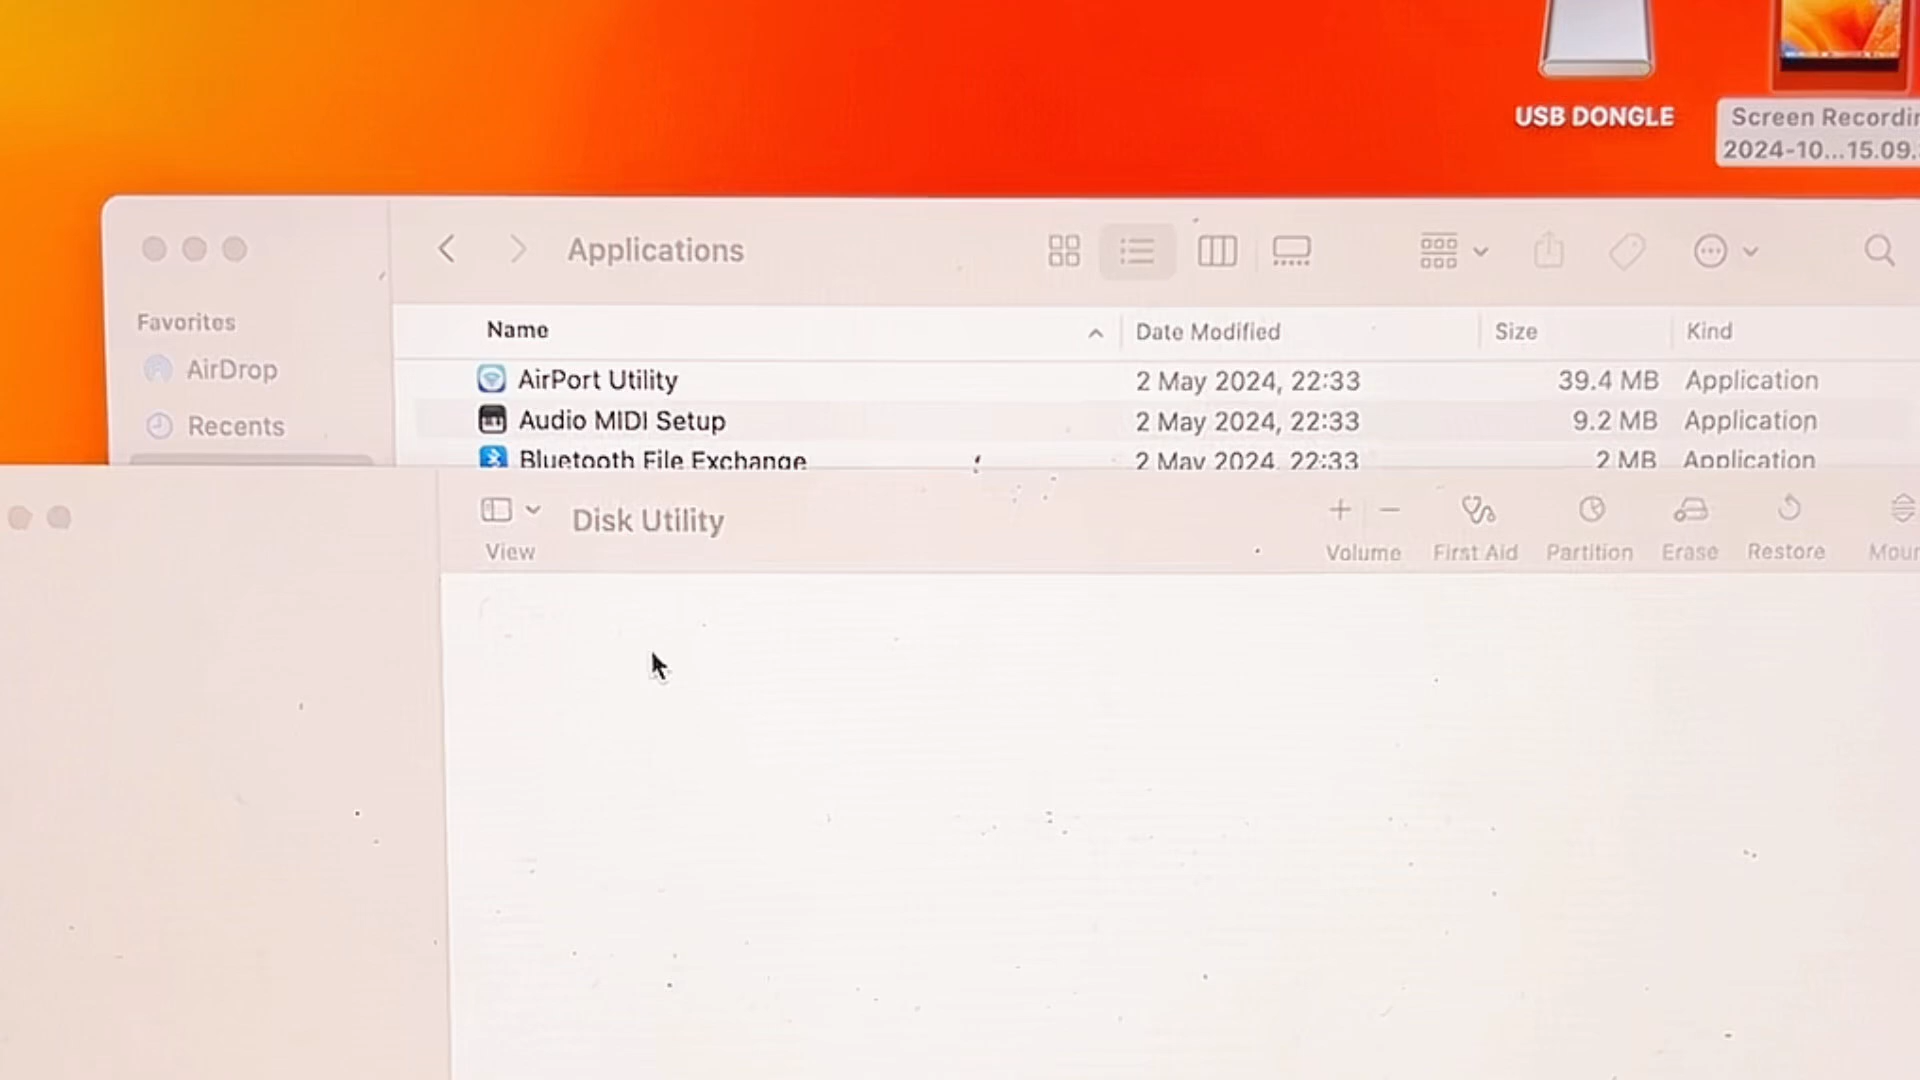 USB DONGLE
Screen Recordin
2024-10...15.09.
Applications
Favorites
AirDrop
Recents
Name
Date Modified
Size
Kind
AirPort Utility
2 May 2024, 22:33
39.4 MB
Application
Audio MIDI Setup
2 May 2024, 22:33
9.2 MB
Application
Bluetooth File Exchange
2 May 2024, 22:33
2 MB
Application
View
Disk Utility
Volume
First Aid
Partition
Erase
Restore
Moun